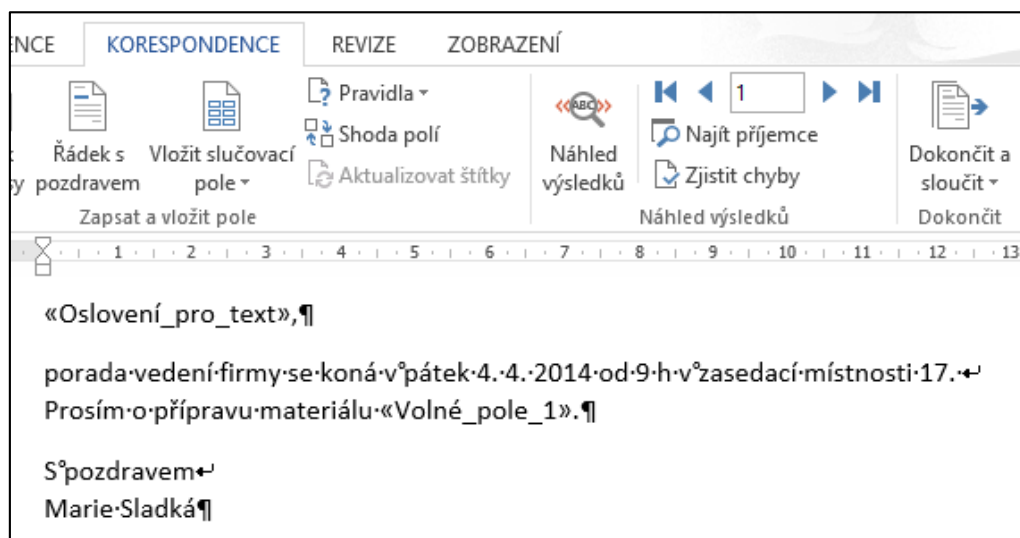 ENCE KORESPONDENCE REVIZE ZOBRAZENÍ
Řádek s pozdravem
Vložit slučovací pole
Pravidla
Shoda polí
Aktualizovat štítky
Zapsat a vložit pole
«ABC»
Náhled výsledků
1
Najít příjemce
Zjistit chyby
Náhled výsledků
Dokončit a sloučit
Dokončit
1 2 3 4 5 6 7 8 9 10 11 12 13
«Oslovení_pro_text»,¶
porada·vedení·firmy·se·koná·v°pátek·4.·4.·2014·od·9·h·v°zasedací·místnosti·17.·↵
Prosím·o·přípravu·materiálu·«Volné_pole_1».¶
S°pozdravem↵
Marie·Sladká¶